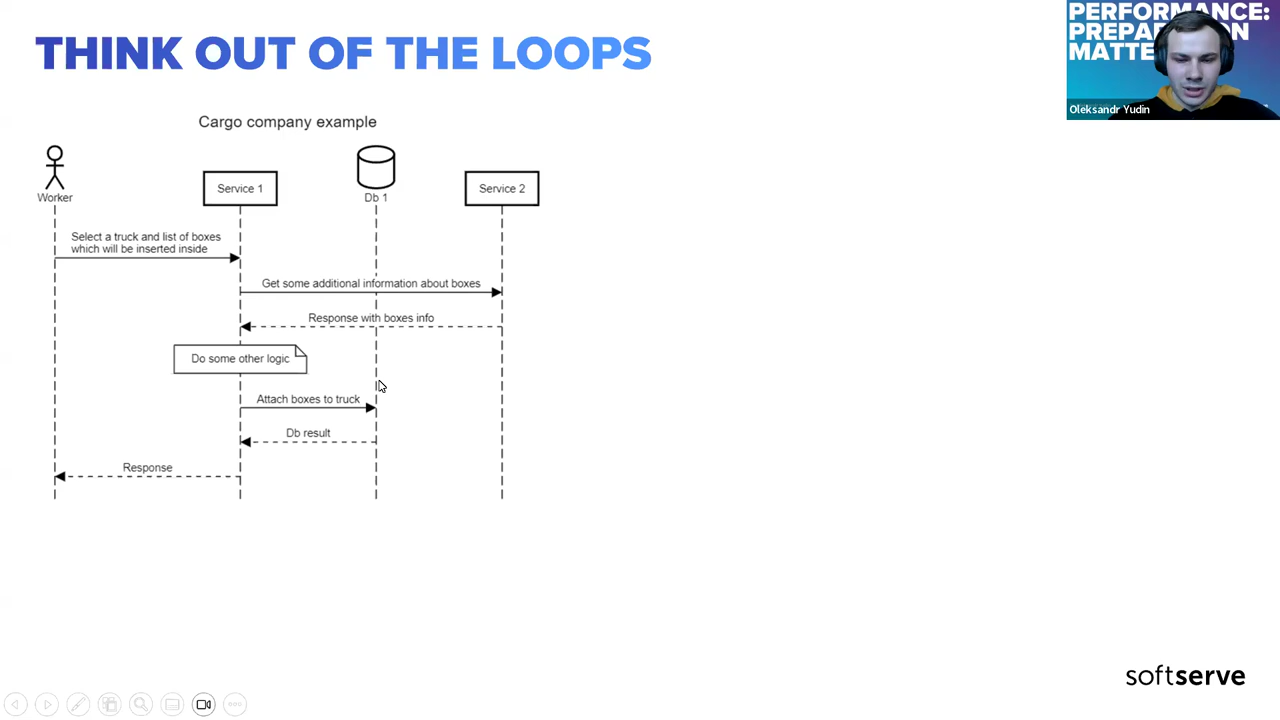 THINK OUT OF THE LOOPS
PERFORMANCE:
Oleksandr Yudin
Cargo company example
Worker
Service 1
Db 1
Service 2
Select a truck and list of boxes
which will be inserted inside
Get some additional information about boxes
Response with boxes info
Do some other logic
Attach boxes to truck
Db result
Response
softserve